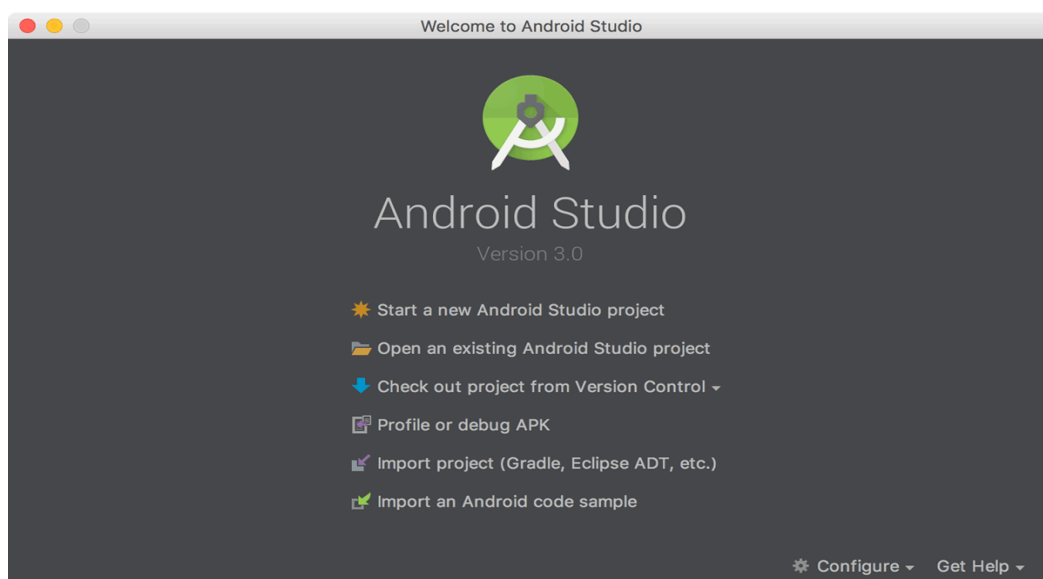 Welcome to Android Studio
Android Studio
Version 3.0
Start a new Android Studio project
Open an existing Android Studio project
Check out project from Version Control
Profile or debug APK
Import project (Gradle, Eclipse ADT, etc.)
Import an Android code sample
Configure Get Help